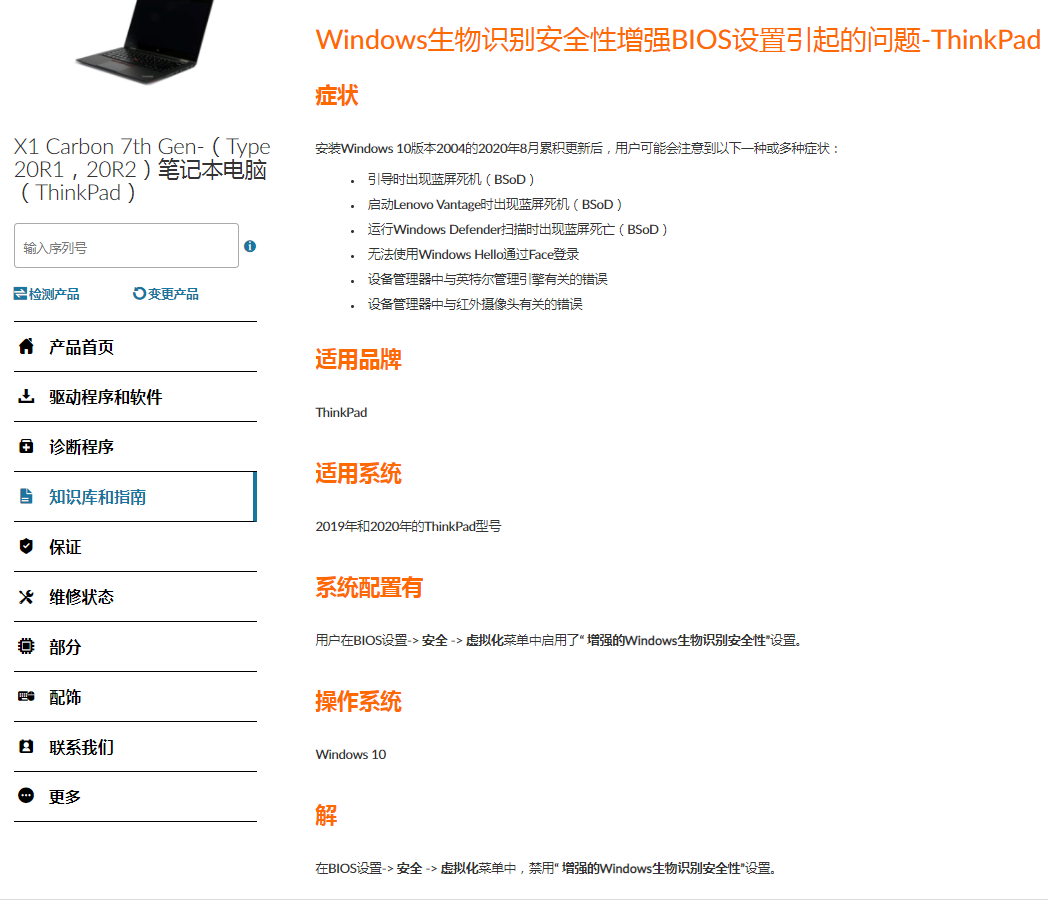 X1 Carbon 7th Gen-（Type
20R1，20R2）笔记本电脑
（ThinkPad）
输入序列号
检测产品 变更产品
产品首页
驱动程序和软件
诊断程序
知识库和指南
保证
维修状态
部分
配饰
联系我们
更多
Windows生物识别安全性增强BIOS设置引起的问题-ThinkPad
症状
安装Windows 10版本2004的2020年8月累积更新后，用户可能会注意到以下一种或多种症状：
• 引导时出现蓝屏死机（BSoD）
• 启动Lenovo Vantage时出现蓝屏死机（BSoD）
• 运行Windows Defender扫描时出现蓝屏死亡（BSoD）
• 无法使用Windows Hello通过Face登录
• 设备管理器中与英特尔管理引擎有关的错误
• 设备管理器中与红外摄像头有关的错误
适用品牌
ThinkPad
适用系统
2019年和2020年的ThinkPad型号
系统配置有
用户在BIOS设置-> 安全 -> 虚拟化菜单中启用了“ 增强的Windows生物识别安全性”设置。
操作系统
Windows 10
解
在BIOS设置-> 安全 -> 虚拟化菜单中，禁用“ 增强的Windows生物识别安全性”设置。